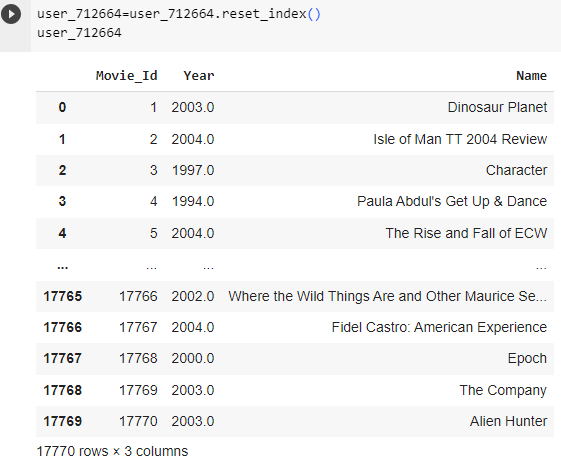 user_712664=user_712664.reset_index()
user_712664
Movie_Id Year Name
0 1 2003.0 Dinosaur Planet
1 2 2004.0 Isle of Man TT 2004 Review
2 3 1997.0 Character
3 4 1994.0 Paula Abdul's Get Up & Dance
4 5 2004.0 The Rise and Fall of ECW
... ... ... ...
17765 17766 2002.0 Where the Wild Things Are and Other Maurice Se...
17766 17767 2004.0 Fidel Castro: American Experience
17767 17768 2000.0 Epoch
17768 17769 2003.0 The Company
17769 17770 2003.0 Alien Hunter
17770 rows × 3 columns